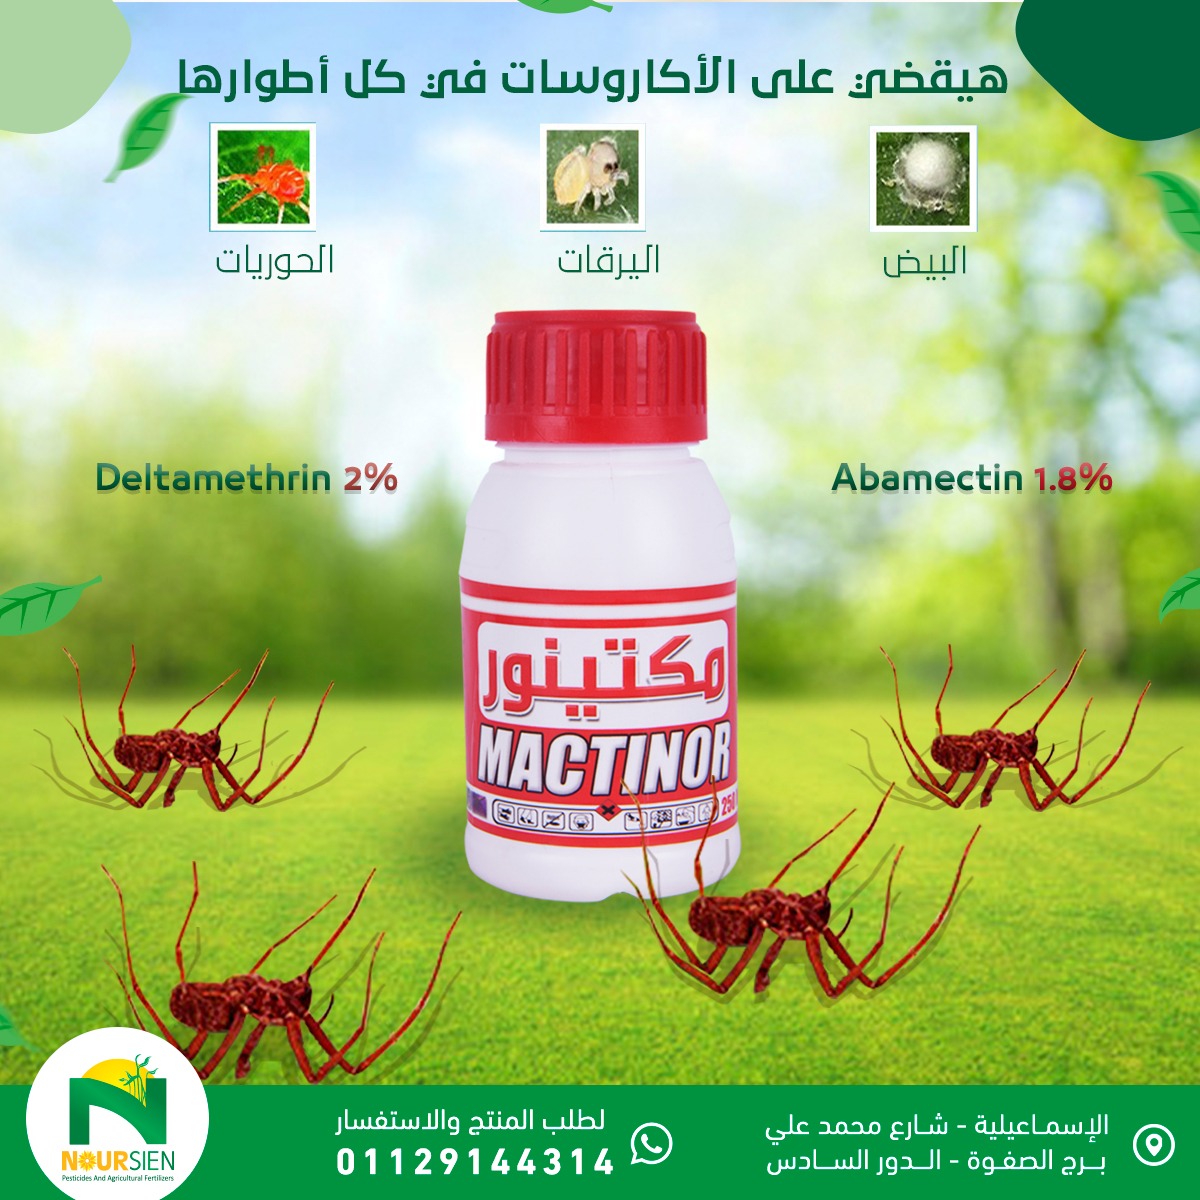 هيقضي على الأكاروسات في كل أطوارها
البيض
اليرقات
الحوريات
Deltamethrin 2%
Abamectin 1.8%
مكتينور
MACTINOR
250
الإسماعيلية - شارع محمد علي
برج الصفوة - الدور السادس
لطلب المنتج والاستفسار
01129144314
NOURSIEN
Pesticides And Agricultural Fertilizers